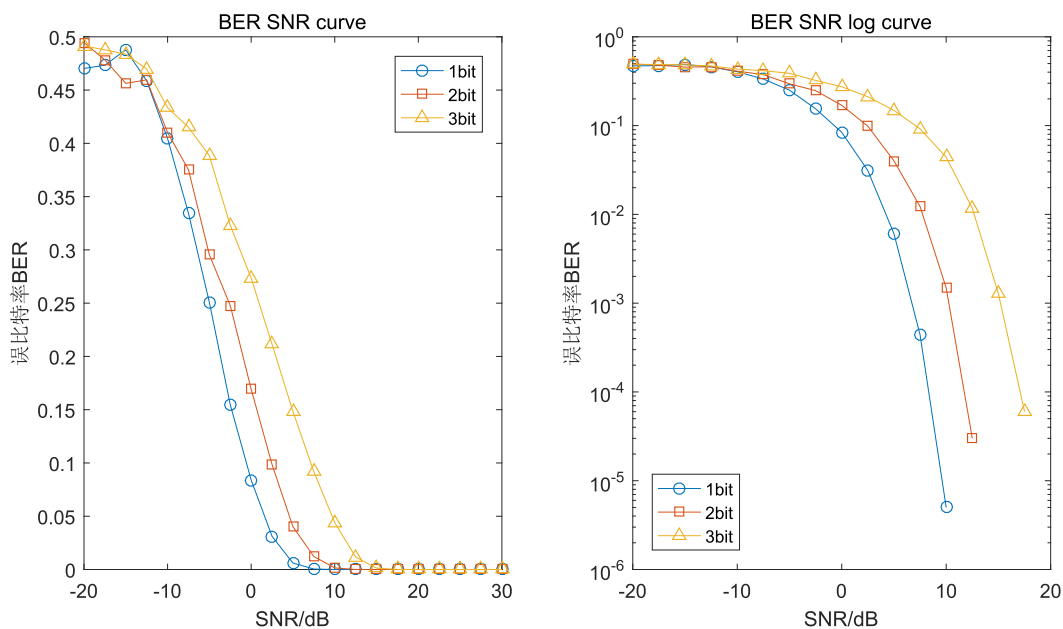 BER SNR curve
0.5
0.45
0.4
0.35
0.3
0.25
0.2
0.15
0.1
0.05
0
-20
-10
0
10
20
30
SNR/dB
误比特率BER
1bit
2bit
3bit
BER SNR log curve
10^0
10^-1
10^-2
10^-3
10^-4
10^-5
10^-6
-20
-10
0
10
20
SNR/dB
误比特率BER
1bit
2bit
3bit